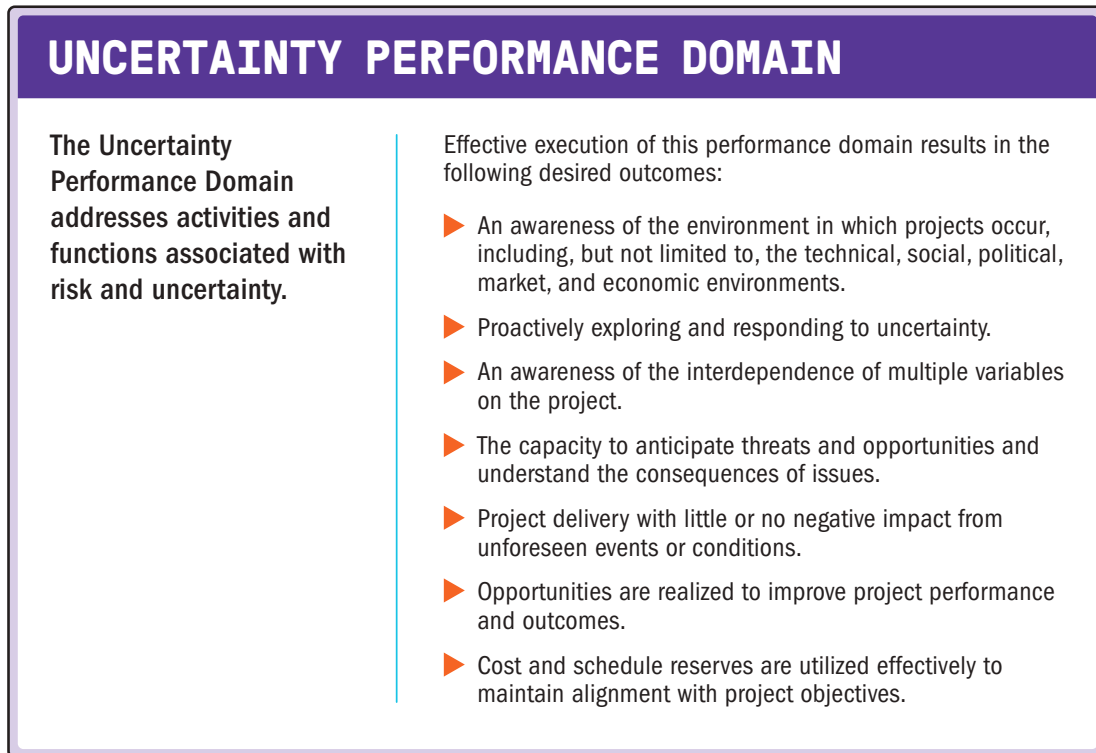 UNCERTAINTY PERFORMANCE DOMAIN
The Uncertainty
Performance Domain
addresses activities and
functions associated with
risk and uncertainty.
Effective execution of this performance domain results in the
following desired outcomes:
An awareness of the environment in which projects occur,
including, but not limited to, the technical, social, political,
market, and economic environments.
Proactively exploring and responding to uncertainty.
An awareness of the interdependence of multiple variables
on the project.
The capacity to anticipate threats and opportunities and
understand the consequences of issues.
Project delivery with little or no negative impact from
unforeseen events or conditions.
Opportunities are realized to improve project performance
and outcomes.
Cost and schedule reserves are utilized effectively to
maintain alignment with project objectives.